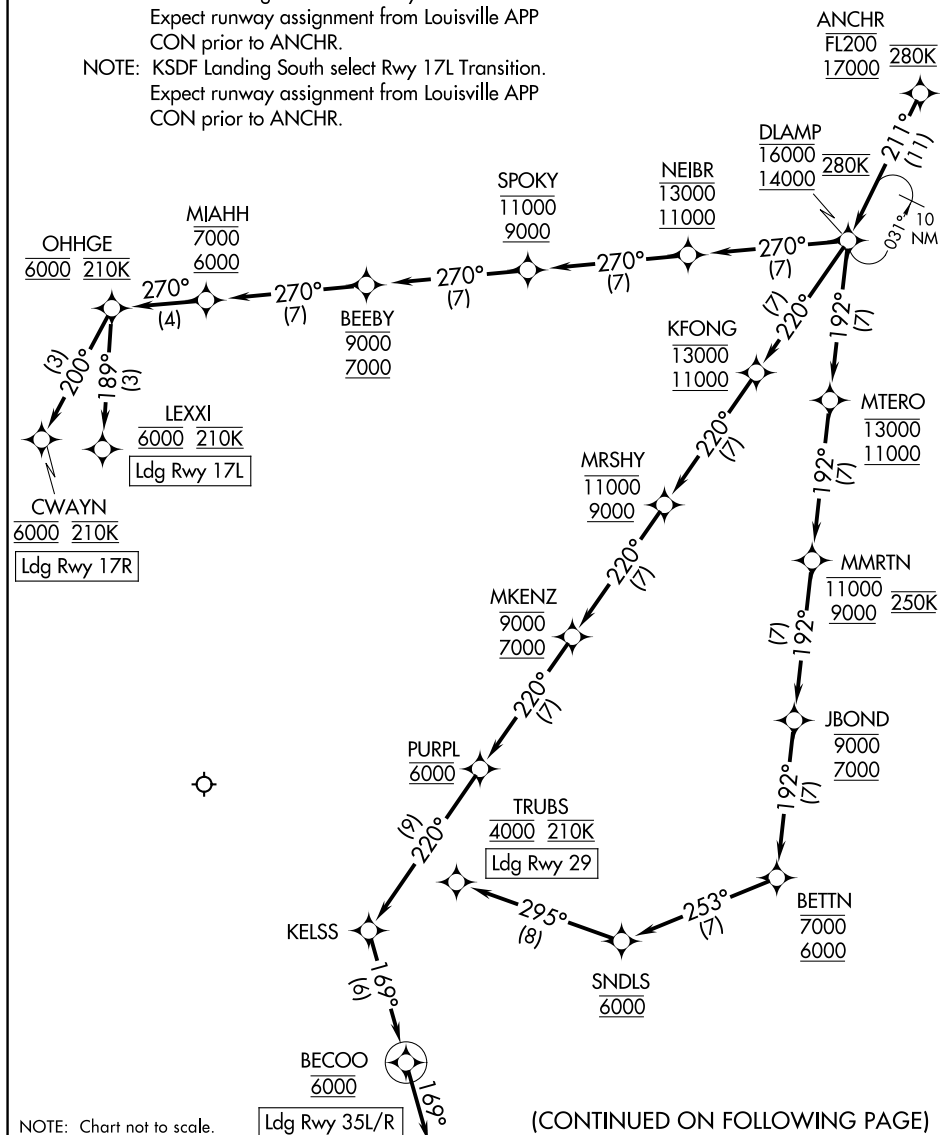 Expect runway assignment from Louisville APP
CON prior to ANCHR.
NOTE: KSDF Landing South select Rwy 17L Transition.
Expect runway assignment from Louisville APP
CON prior to ANCHR.
ANCHR
FL200 280K
17000
211°
(11)
DLAMP
16000 280K
14000
031°
10
NM
NEIBR
13000
11000
270°
(7)
SPOKY
11000
9000
270°
(7)
270°
(7)
BEEBY
9000
7000
270°
(7)
MIAHH
7000
6000
270°
(4)
OHHGE
6000 210K
(3)
200°
189°
(3)
LEXXI
6000 210K
Ldg Rwy 17L
CWAYN
6000 210K
Ldg Rwy 17R
(7)
220°
KFONG
13000
11000
220°
(7)
MRSHY
11000
9000
220°
(7)
MKENZ
9000
7000
220°
(7)
PURPL
6000
(9)
220°
KELSS
169°
(6)
BECOO
6000
169°
Ldg Rwy 35L/R
192°
(7)
MTERO
13000
11000
192°
(7)
MMRTN
11000
9000 250K
(7)
192°
JBOND
9000
7000
192°
(7)
BETTN
7000
6000
253°
(7)
SNDLS
6000
295°
(8)
TRUBS
4000 210K
Ldg Rwy 29
NOTE: Chart not to scale.
(CONTINUED ON FOLLOWING PAGE)